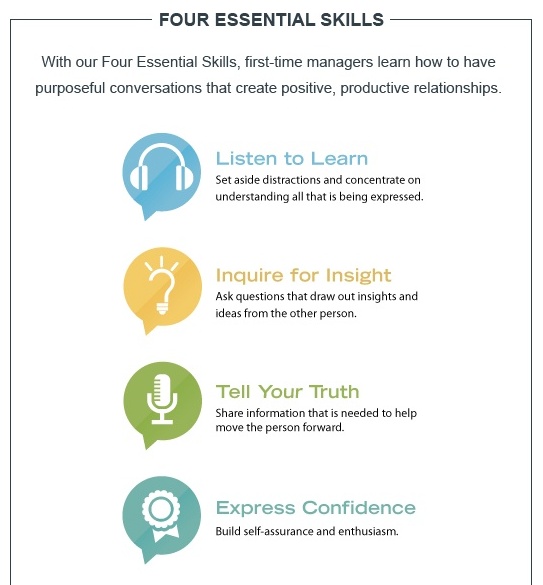 FOUR ESSENTIAL SKILLS
With our Four Essential Skills, first-time managers learn how to have
purposeful conversations that create positive, productive relationships.
Listen to Learn
Set aside distractions and concentrate on
understanding all that is being expressed.
Inquire for Insight
Ask questions that draw out insights and
ideas from the other person.
Tell Your Truth
Share information that is needed to help
move the person forward.
Express Confidence
Build self-assurance and enthusiasm.